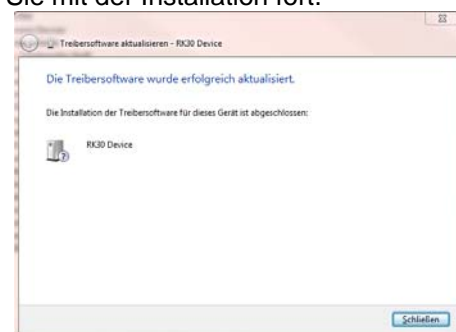 Sie mit der Installation fort.
Treibersoftware aktualisieren - RK30 Device
Die Treibersoftware wurde erfolgreich aktualisiert.
Die Installation der Treibersoftware für dieses Gerät ist abgeschlossen:
RK30 Device
Schließen